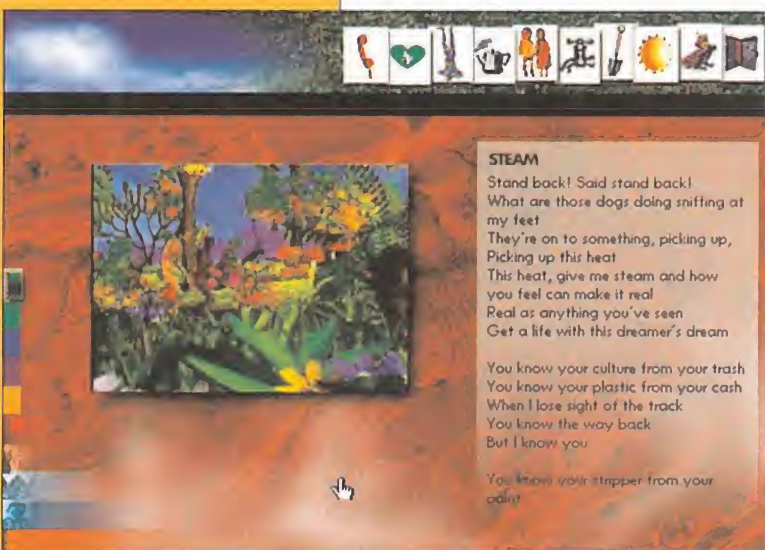 STEAM
Stand back! Said stand back!
What are those dogs doing sniffing at
my feet
They're on to something, picking up,
Picking up this heat
This heat, give me steam and how
you feel can make it real
Real as anything you've seen
Get a life with this dreamer's dream
You know your culture from your trash
You know your plastic from your cash
When I lose sight of the track
You know the way back
But I know you
You know your stripper from your
paint